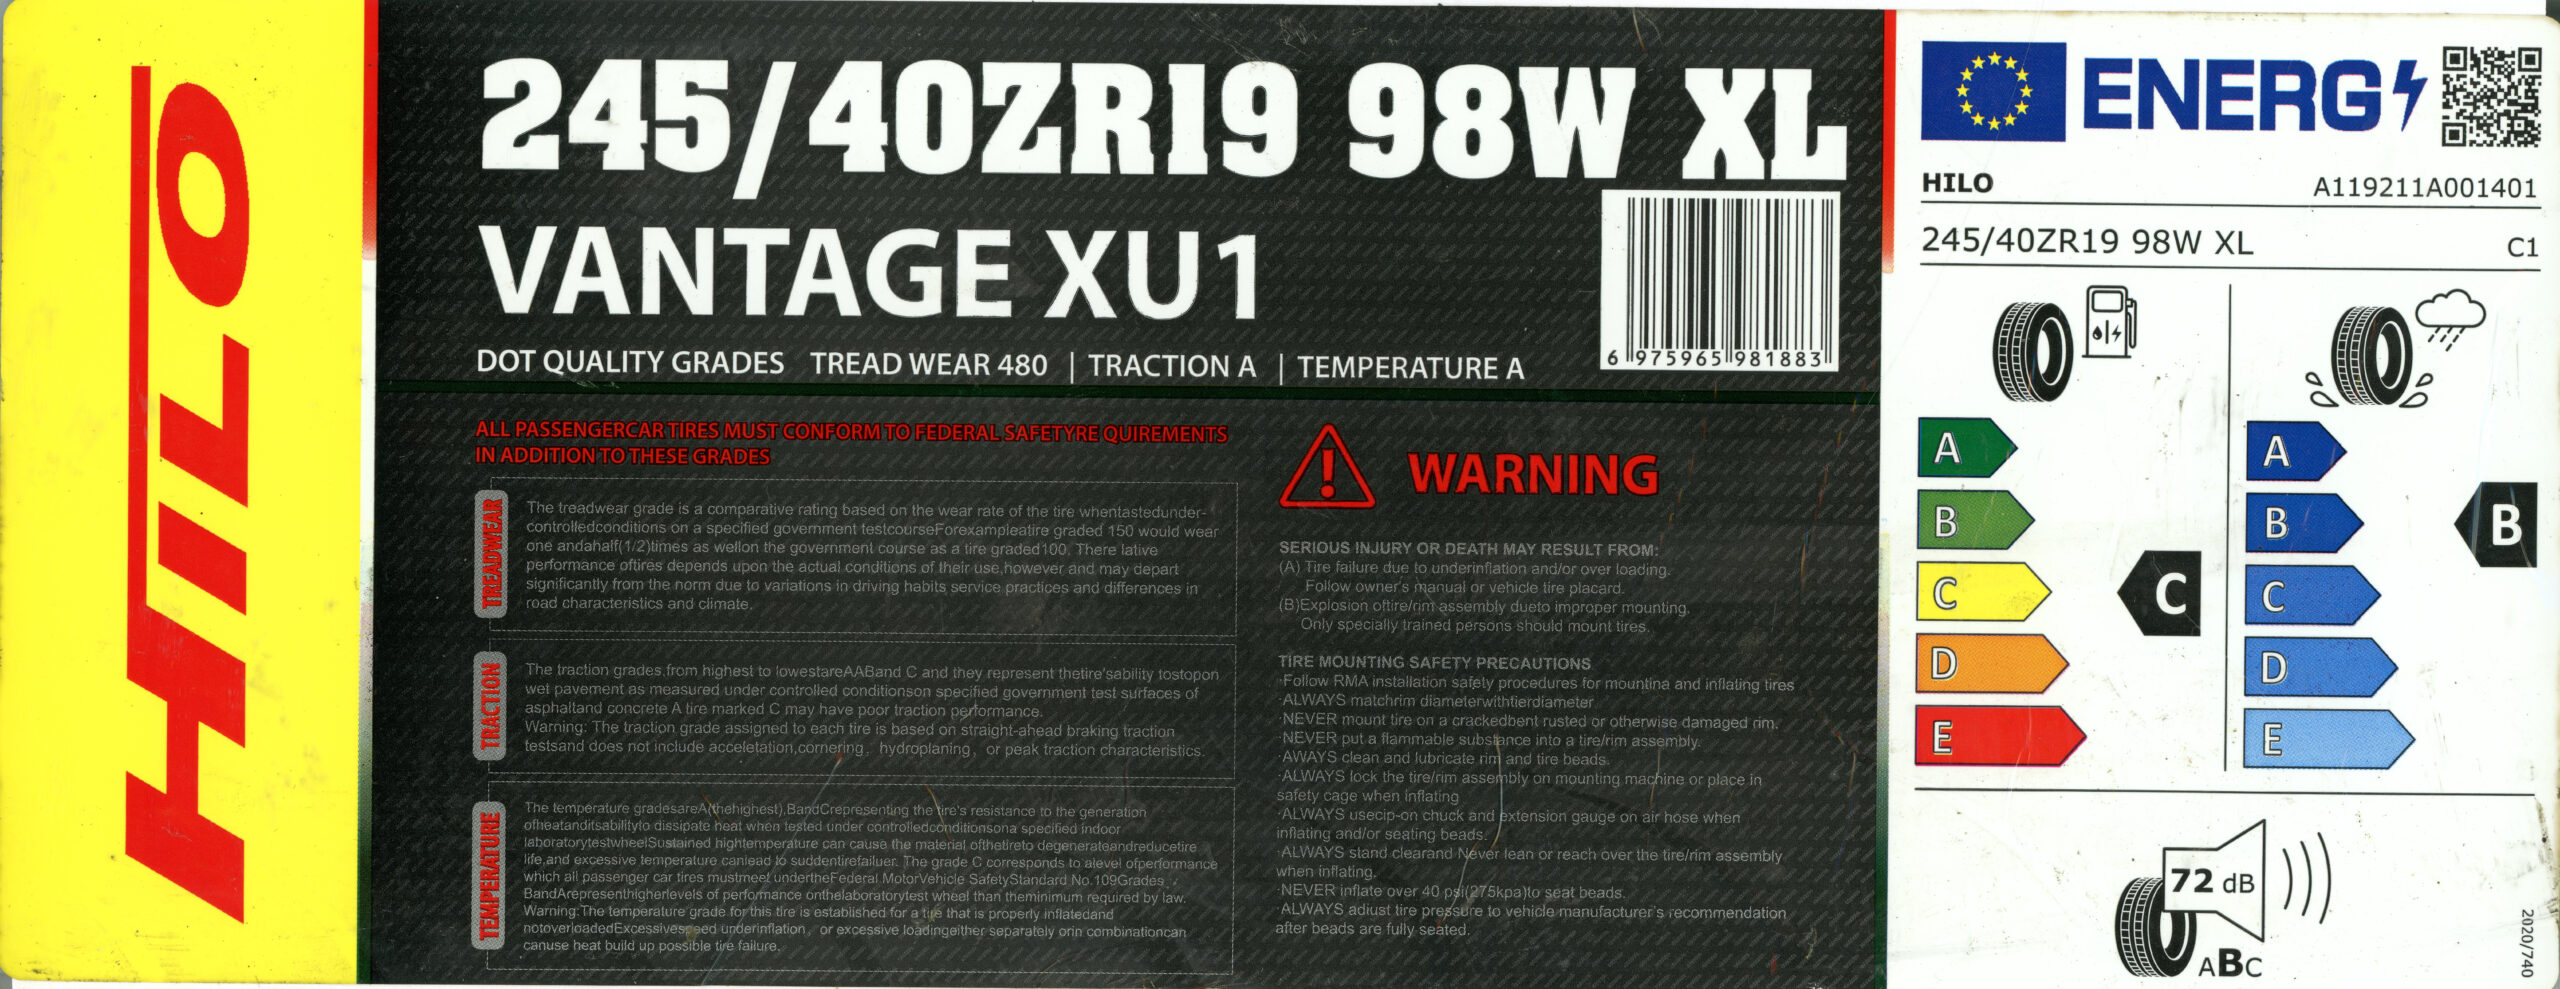 HILO
245/40ZR19 98W XL
VANTAGE XU1
DOT QUALITY GRADES TREAD WEAR 480 | TRACTION A | TEMPERATURE A
6 975965 981883
ALL PASSENGERCAR TIRES MUST CONFORM TO FEDERAL SAFETYRE QUIREMENTS
IN ADDITION TO THESE GRADES
TREADWEAR
The treadwear grade is a comparative rating based on the wear rate of the tire whentastedunder-
controlledconditions on a specified government testcourseForexampleatire graded 150 would wear
one andahalf(1/2)times as wellon the government course as a tire graded100. There lative
performance oftires depends upon the actual conditions of their use,however and may depart
significantly from the norm due to variations in driving habits service practices and differences in
road characteristics and climate.
TRACTION
The traction grades from highest to lowestareAABand C and they represent thetire'sability tostopon
wet pavement as measured under controlled conditionson specified government test surfaces of
asphaltand concrete A tire marked C may have poor traction performance.
Warning: The traction grade assigned to each tire is based on straight-ahead braking traction
testsand does not include acceletation,cornering, hydroplaning, or peak traction characteristics.
TEMPERATURE
The temperature gradesareA(thehighest),BandCrepresenting the tire's resistance to the generation
ofheatanditsabilityto dissipate heat when tested under controlledconditionsona specified indoor
laboratorytestwheelSustained hightemperature can cause the material ofthetireto degenerateandreducetire
life,and excessive temperature canlead to suddentirefailuer. The grade C corresponds to alevel ofperformance
which all passenger car tires mustmeet undertheFederal MotorVehicle SafetyStandard No.109Grades
BandArepresenthigherlevels of performance onthelaboratorytest wheel than theminimum required by law.
Warning:The temperature grade for this tire is established for a tire that is properly inflatedand
notoverloadedExcessivespeed underinflation, or excessive loadingeither separately orin combinationcan
canuse heat build up possible tire failure.
WARNING
SERIOUS INJURY OR DEATH MAY RESULT FROM:
(A) Tire failure due to underinflation and/or over loading.
Follow owner's manual or vehicle tire placard.
(B)Explosion oftire/rim assembly dueto improper mounting.
Only specially trained persons should mount tires.
TIRE MOUNTING SAFETY PRECAUTIONS
·Follow RMA installation safety procedures for mountina and inflating tires
·ALWAYS matchrim diameterwithtierdiameter
·NEVER mount tire on a crackedbent rusted or otherwise damaged rim.
·NEVER put a flammable substance into a tire/rim assembly.
·AWAYS clean and lubricate rim and tire beads.
·ALWAYS lock the tire/rim assembly on mounting machine or place in
safety cage when inflating
·ALWAYS usecip-on chuck and extension gauge on air hose when
inflating and/or seating beads.
·ALWAYS stand clearand Never lean or reach over the tire/rim assembly
when inflating.
·NEVER inflate over 40 psi(275kpa)to seat beads.
·ALWAYS adiust tire pressure to vehicle manufacturer's recommendation
after beads are fully seated.
ENERG
HILO A119211A001401
245/40ZR19 98W XL C1
A
B
C
D
E
C
A
B
C
D
E
B
72 dB
ABC
2020/740